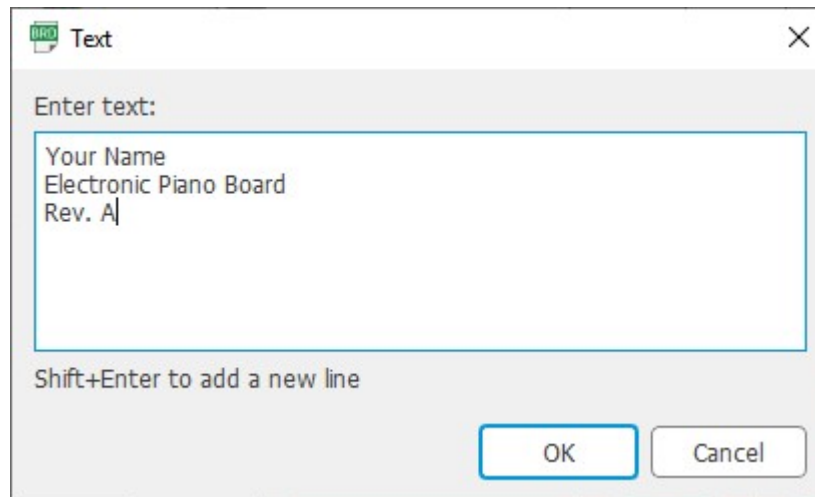 BRD Text
Enter text:
Your Name
Electronic Piano Board
Rev. A
Shift+Enter to add a new line
OK Cancel